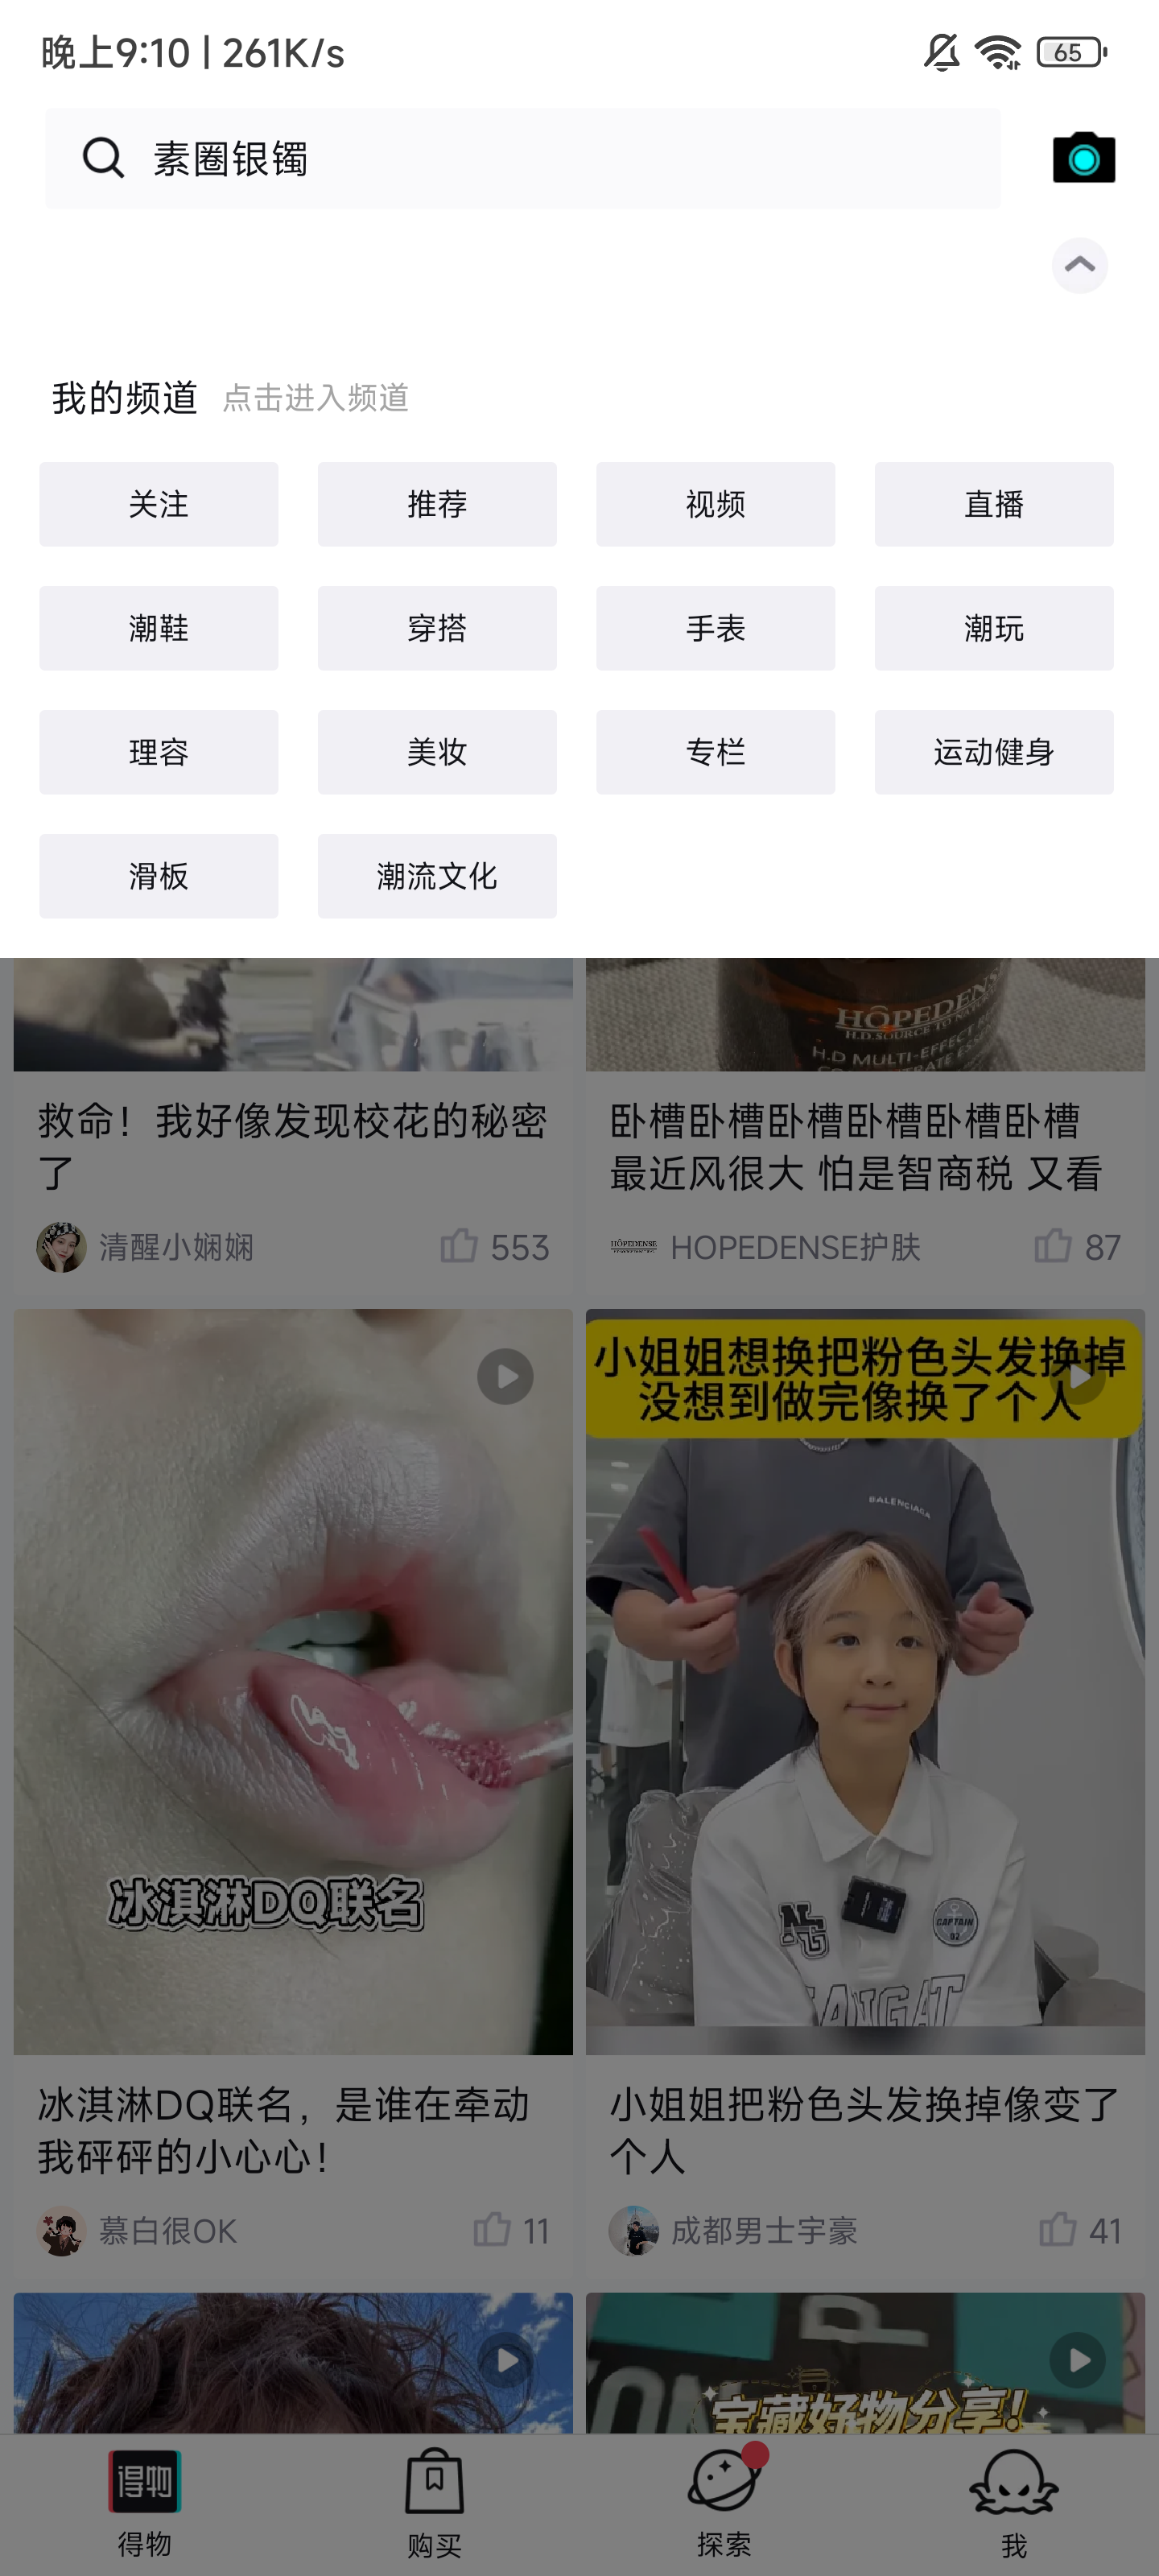 晚上9:10 | 261K/s
65
素圈银镯
我的频道 点击进入频道
关注 推荐 视频 直播
潮鞋 穿搭 手表 潮玩
理容 美妆 专栏 运动健身
滑板 潮流文化
HOPEDENS
H.D.SOURCE TO NATU
H.D MULTI-EFFECT
救命！我好像发现校花的秘密
了
清醒小娴娴 553
卧槽卧槽卧槽卧槽卧槽卧槽
最近风很大 怕是智商税 又看
HOPEDENSE
HOPEDENSE护肤 87
冰淇淋DQ联名
冰淇淋DQ联名，是谁在牵动
我砰砰的小心心！
慕白很OK 11
小姐姐想换把粉色头发换掉
没想到做完像换了个人
BALENCIAGA
NG
CAPTAIN
02
小姐姐把粉色头发换掉像变了
个人
成都男士宇豪 41
宝藏好物分享！
得物
得物 购买 探索 我